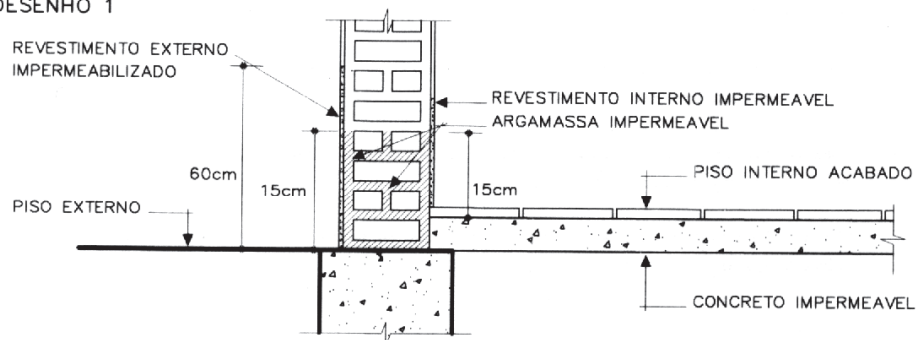 DESENHO 1
REVESTIMENTO EXTERNO
IMPERMEABILIZADO
REVESTIMENTO INTERNO IMPERMEAVEL
ARGAMASSA IMPERMEAVEL
60cm
15cm
15cm
PISO INTERNO ACABADO
PISO EXTERNO
CONCRETO IMPERMEAVEL